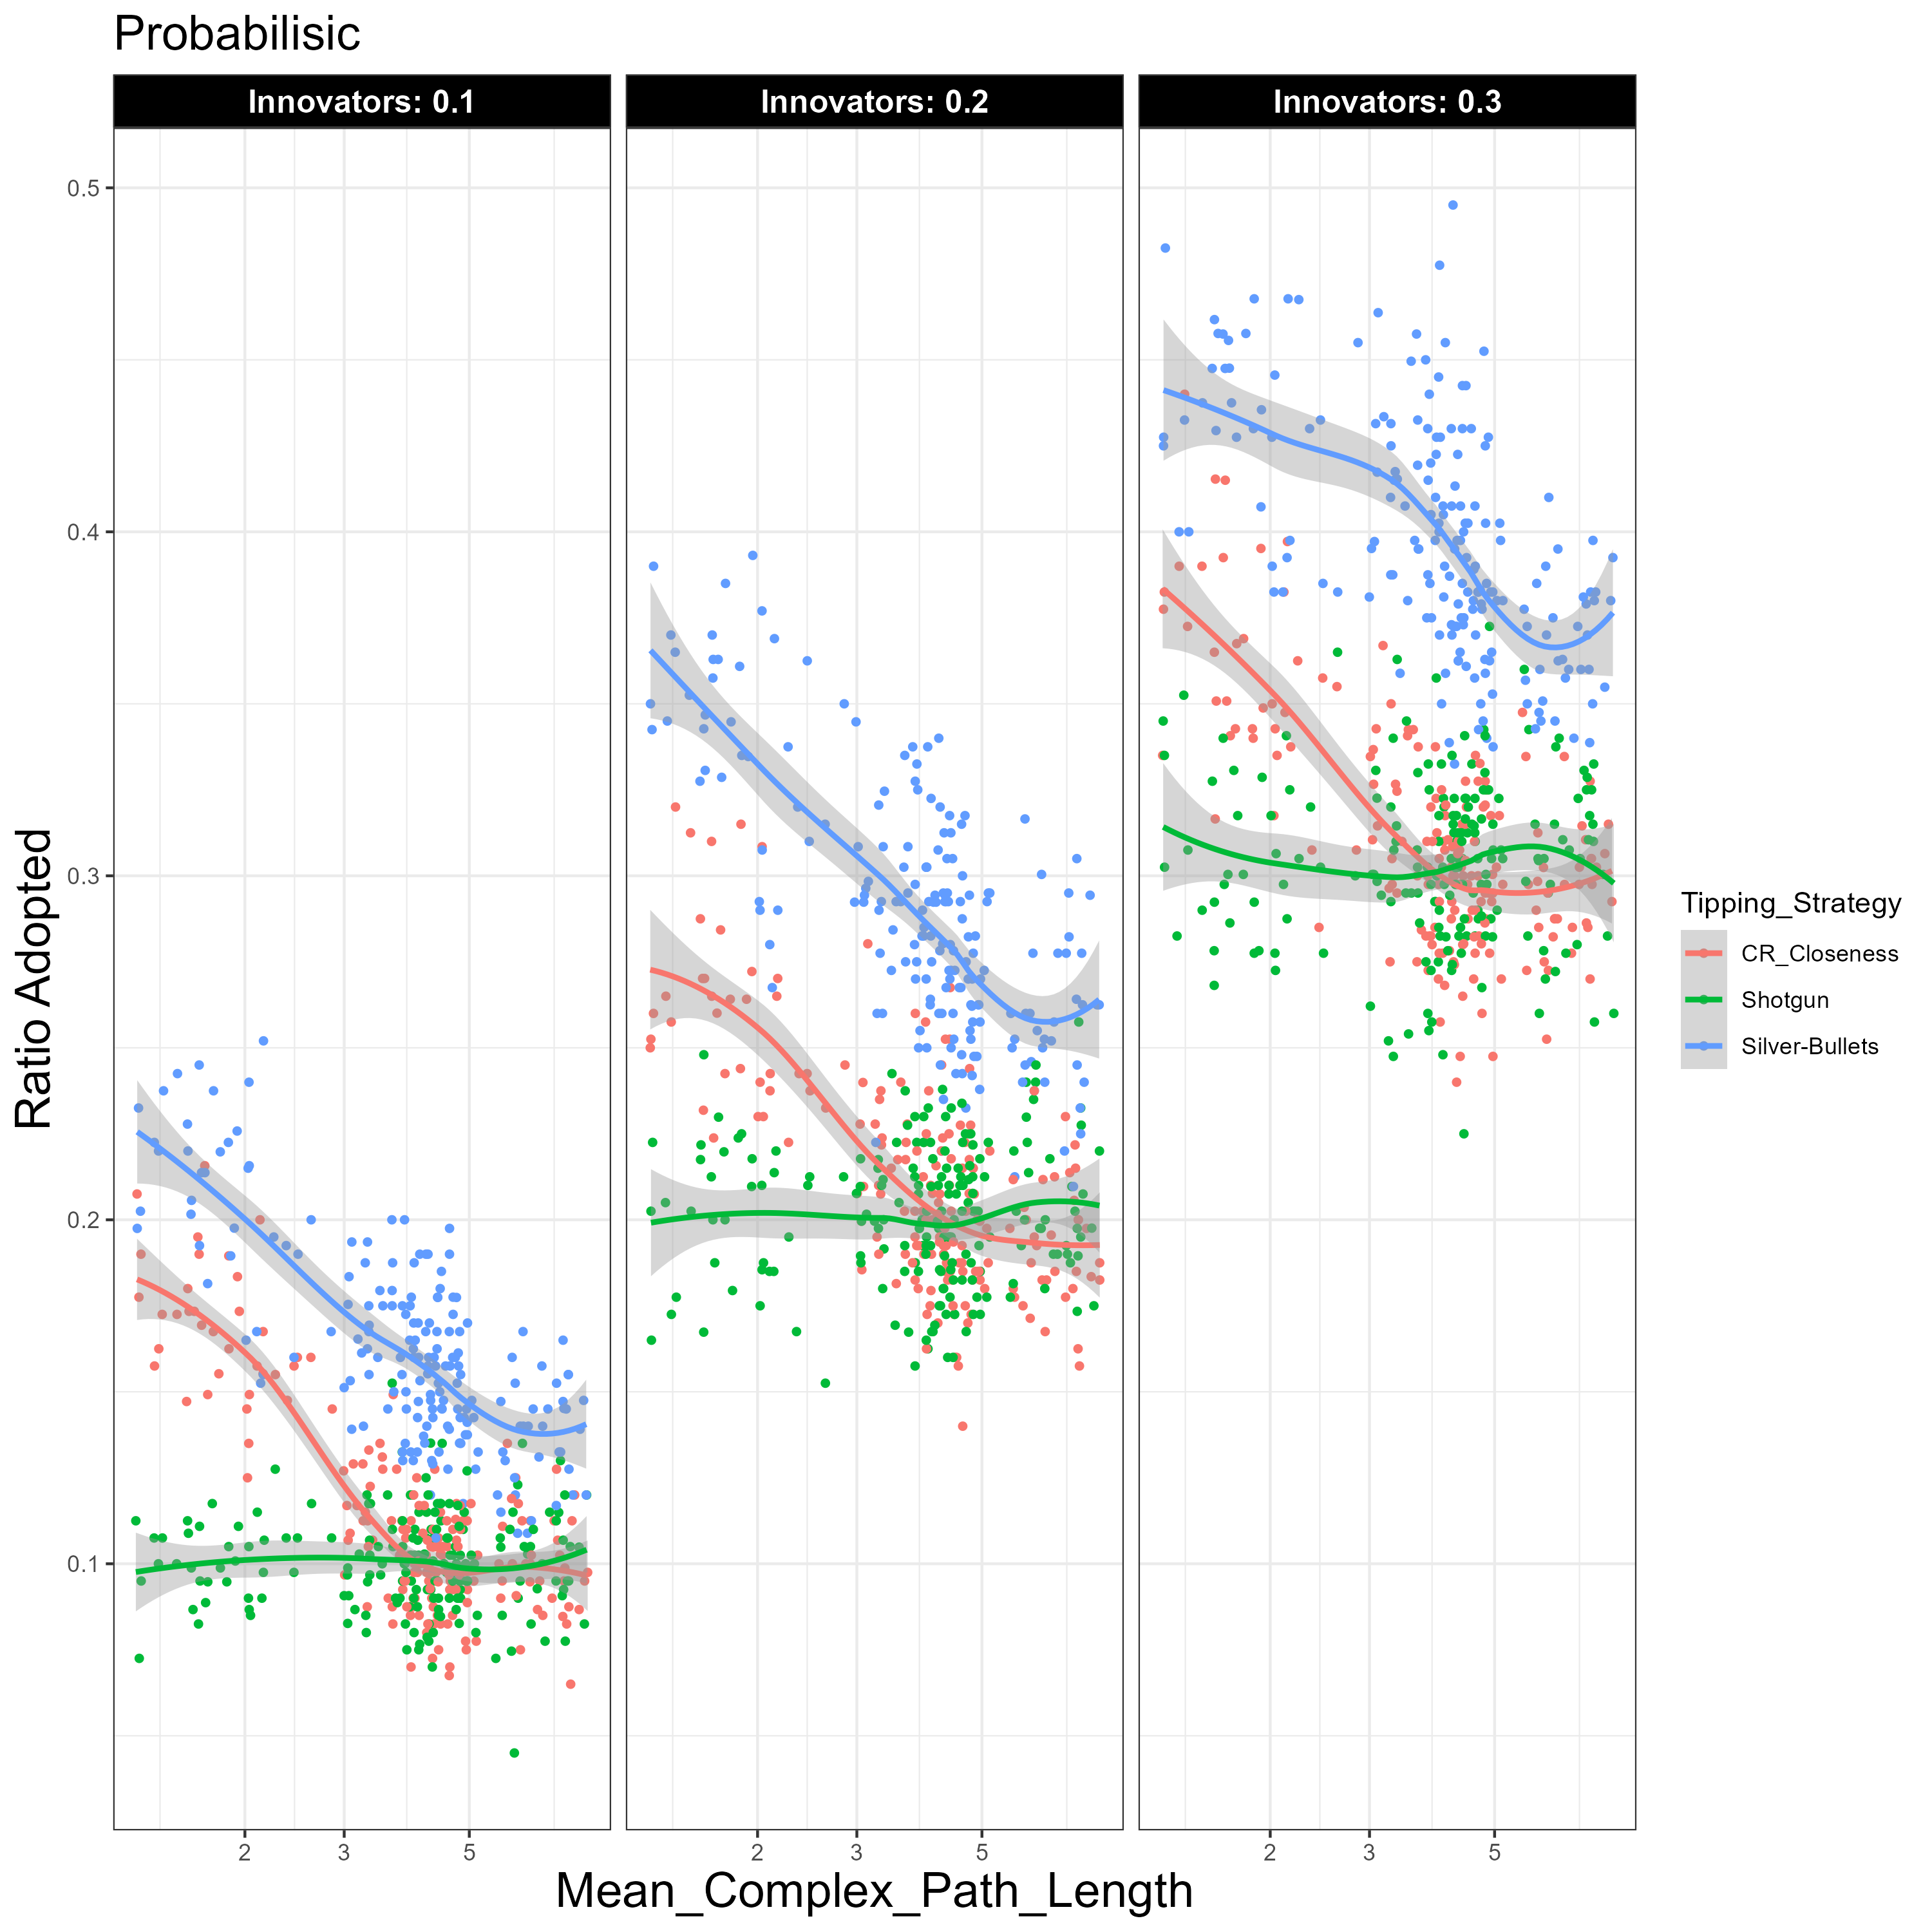 Probabilisic
Innovators: 0.1
Innovators: 0.2
Innovators: 0.3
0.5
0.4
0.3
0.2
0.1
Ratio Adopted
2 3 5
2 3 5
2 3 5
Mean_Complex_Path_Length
Tipping_Strategy
CR_Closeness
Shotgun
Silver-Bullets